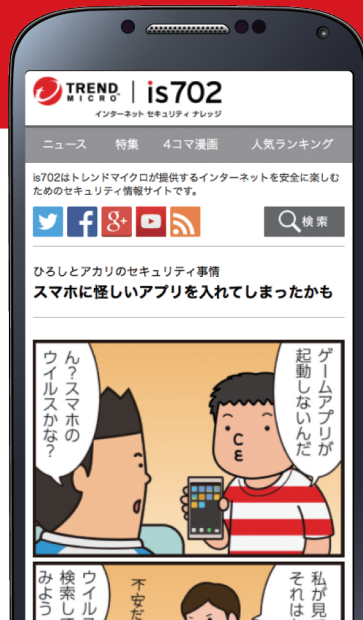 TREND MICRO | is702
インターネット セキュリティ ナレッジ
ニュース 特集 4コマ漫画 人気ランキング
is702はトレンドマイクロが提供するインターネットを安全に楽しむ
ためのセキュリティ情報サイトです。
検索
ひろしとアカリのセキュリティ事情
スマホに怪しいアプリを入れてしまったかも
ゲームアプリが
起動しないんだ
ん?スマホの
ウイルスかな?
私が見
それは
不安だ
ウイル
検索して
みよう